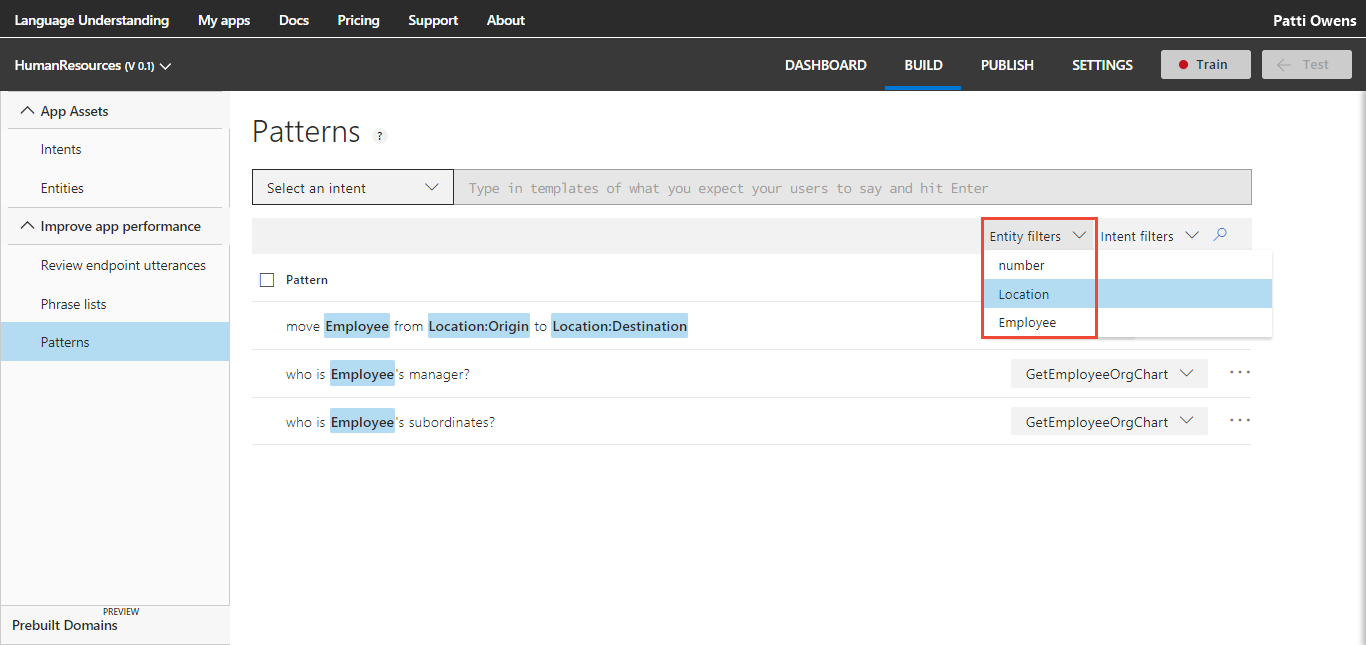 Language Understanding My apps Docs Pricing Support About Patti Owens
HumanResources (V 0.1) DASHBOARD BUILD PUBLISH SETTINGS Train Test
App Assets
Intents
Entities
Improve app performance
Review endpoint utterances
Phrase lists
Patterns
PREVIEW
Prebuilt Domains
Patterns ?
Select an intent Type in templates of what you expect your users to say and hit Enter
Entity filters Intent filters
number
Location
Employee
Pattern
move Employee from Location:Origin to Location:Destination
who is Employee's manager? GetEmployeeOrgChart ...
who is Employee's subordinates? GetEmployeeOrgChart ...